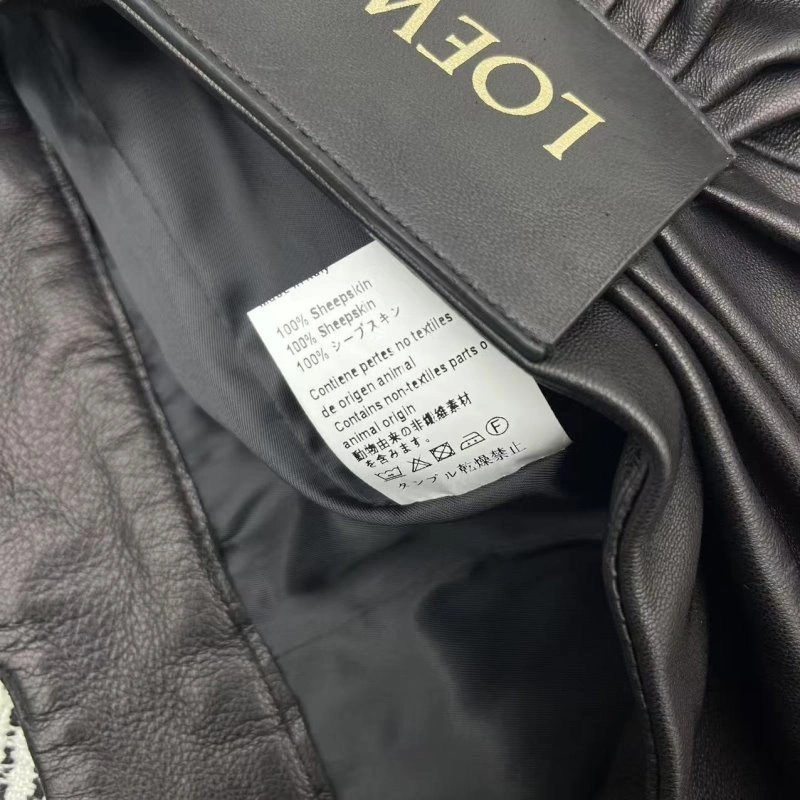 LOEW
100% Sheepskin
100% Sheepskin
100% シープスキン
Contiene pertes no textiles
de origen animal
Contains non-textiles parts o
animal origin
動物由来の非繊維素材
を含みます。
F
タンブル乾燥禁止